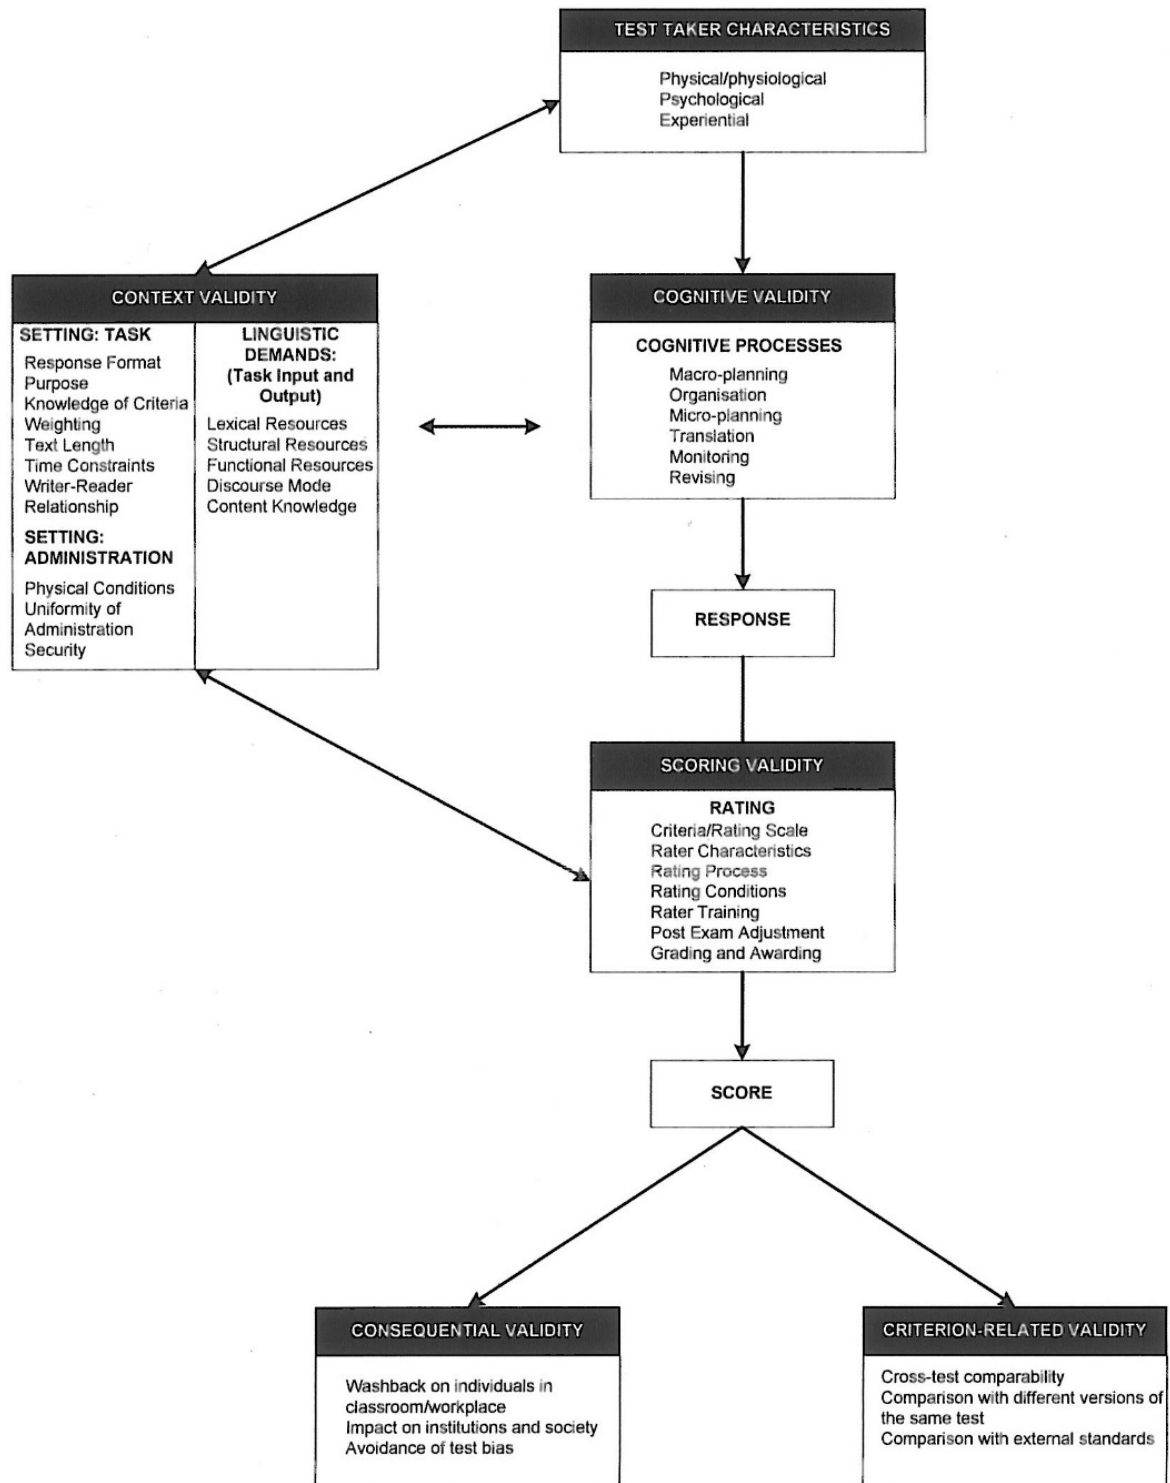 TEST TAKER CHARACTERISTICS
Physical/physiological
Psychological
Experiential
CONTEXT VALIDITY
SETTING: TASK
Response Format
Purpose
Knowledge of Criteria
Weighting
Text Length
Time Constraints
Writer-Reader
Relationship
SETTING:
ADMINISTRATION
Physical Conditions
Uniformity of
Administration
Security
LINGUISTIC
DEMANDS:
(Task Input and
Output)
Lexical Resources
Structural Resources
Functional Resources
Discourse Mode
Content Knowledge
COGNITIVE VALIDITY
COGNITIVE PROCESSES
Macro-planning
Organisation
Micro-planning
Translation
Monitoring
Revising
RESPONSE
SCORING VALIDITY
RATING
Criteria/Rating Scale
Rater Characteristics
Rating Process
Rating Conditions
Rater Training
Post Exam Adjustment
Grading and Awarding
SCORE
CONSEQUENTIAL VALIDITY
Washback on individuals in
classroom/workplace
Impact on institutions and society
Avoidance of test bias
CRITERION-RELATED VALIDITY
Cross-test comparability
Comparison with different versions of
the same test
Comparison with external standards